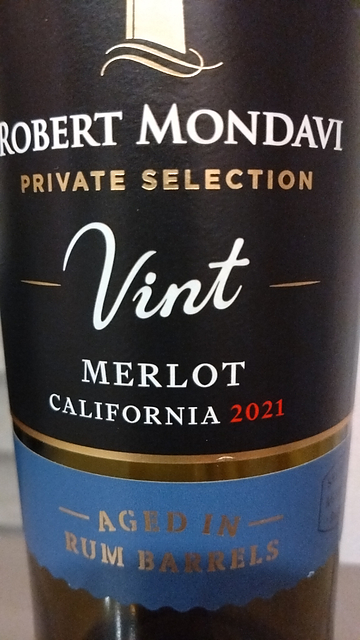 ROBERT MONDAVI
PRIVATE SELECTION
Vint
MERLOT
CALIFORNIA 2021
AGED IN
RUM BARRELS